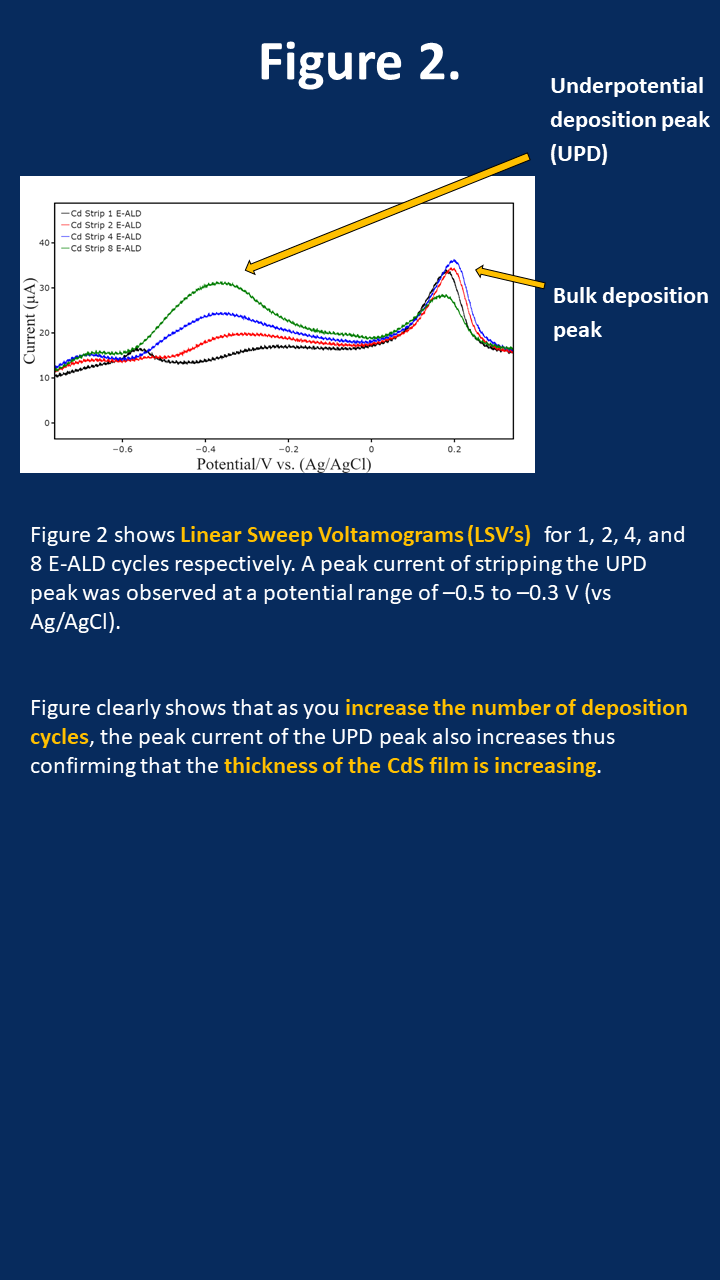 Figure 2.
Underpotential
deposition peak
(UPD)
Cd Strip 1 E-ALD
Cd Strip 2 E-ALD
Cd Strip 4 E-ALD
Cd Strip 8 E-ALD
40
30
20
10
0
Current (μA)
−0.6
−0.4
−0.2
0
0.2
Potential/V vs. (Ag/AgCl)
Bulk deposition
peak
Figure 2 shows Linear Sweep Voltamograms (LSV’s) for 1, 2, 4, and
8 E-ALD cycles respectively. A peak current of stripping the UPD
peak was observed at a potential range of –0.5 to –0.3 V (vs
Ag/AgCl).
Figure clearly shows that as you increase the number of deposition
cycles, the peak current of the UPD peak also increases thus
confirming that the thickness of the CdS film is increasing.